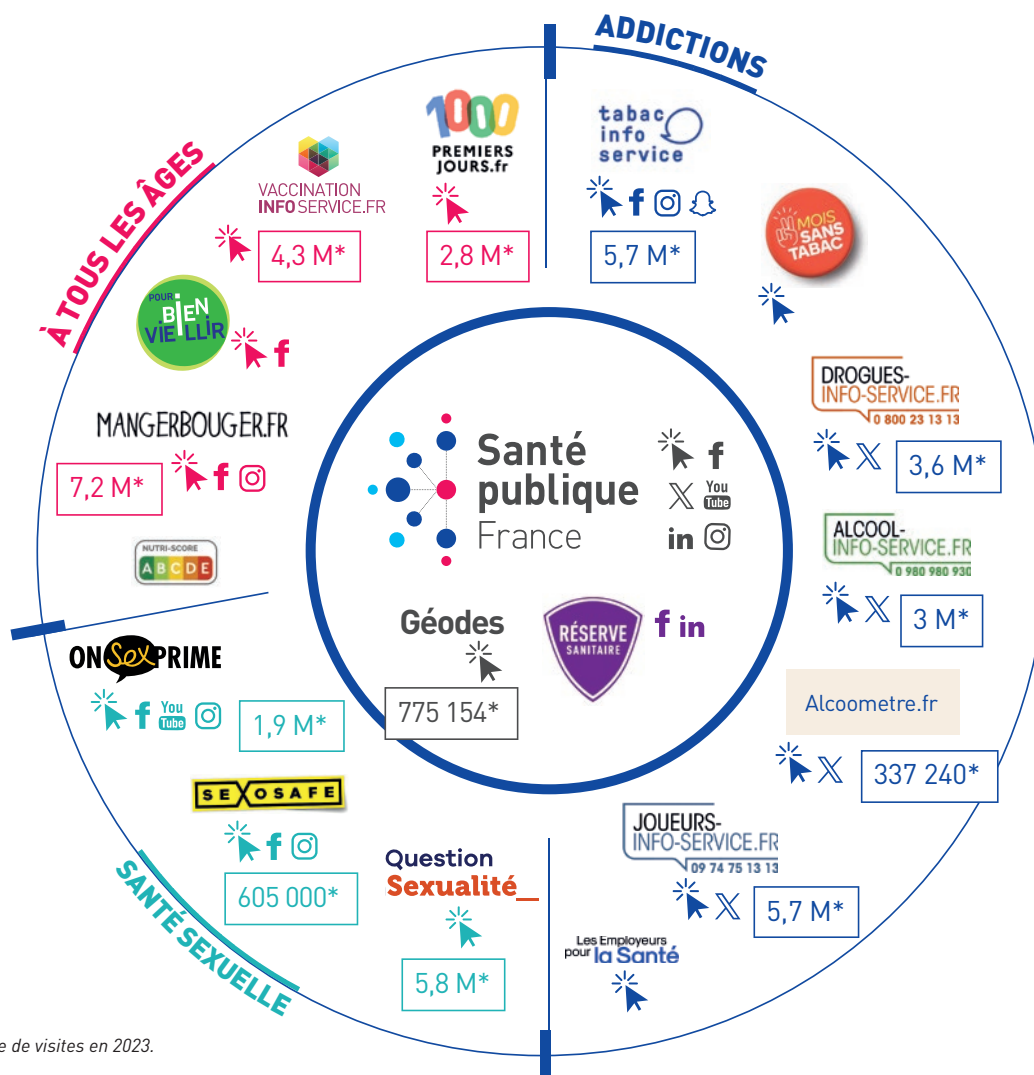 ADDICTIONS
tabac
info
service
5,7 M*
MOIS
SANS
TABAC
DROGUES-
INFO-SERVICE.FR
0 800 23 13 13
3,6 M*
ALCOOL-
INFO-SERVICE.FR
0 980 980 930
3 M*
Alcoometre.fr
337 240*
JOUEURS-
INFO-SERVICE.FR
09 74 75 13 13
5,7 M*
Les Employeurs
pour la Santé
À TOUS LES ÂGES
1000
PREMIERS
JOURS.fr
2,8 M*
VACCINATION
INFOSERVICE.FR
4,3 M*
POUR
BiEN
ViEILLIR
MANGERBOUGER.FR
7,2 M*
NUTRI-SCORE
A B C D E
SANTÉ SEXUELLE
ONSexPRIME
You
Tube
1,9 M*
SEXOSAFE
605 000*
Question
Sexualité_
5,8 M*
Santé
publique
France
You
Tube
in
Géodes
775 154*
RÉSERVE
SANITAIRE
in
e de visites en 2023.